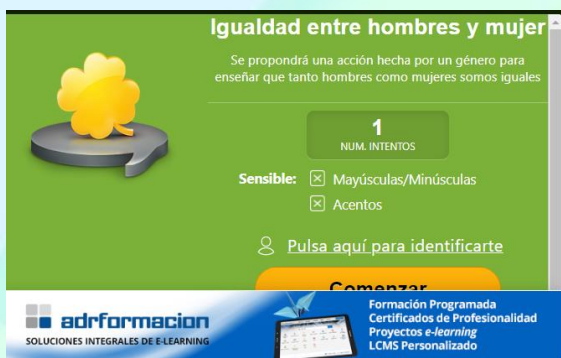 Igualdad entre hombres y mujer
Se propondrá una acción hecha por un género para
enseñar que tanto hombres como mujeres somos iguales
1
NUM. INTENTOS
Sensible: Mayúsculas/Minúsculas
Acentos
Pulsa aquí para identificarte
Comenzar
adrformacion
SOLUCIONES INTEGRALES DE E-LEARNING
Formación Programada
Certificados de Profesionalidad
Proyectos e-learning
LCMS Personalizado